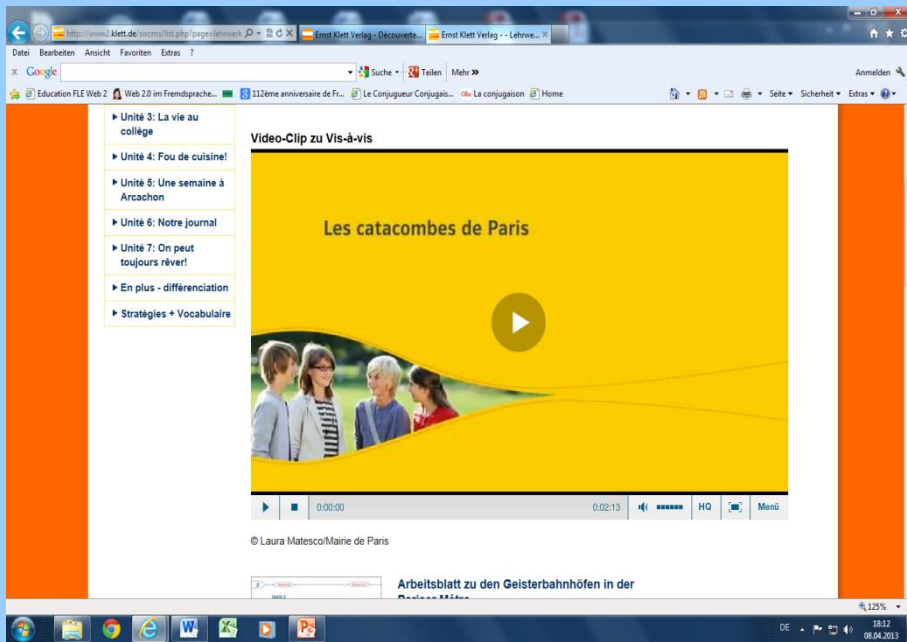 http://www2.klett.de/sixcms/list.php?page=lehrwerk
Ernst Klett Verlag - Découverte...
Ernst Klett Verlag - - Lehrwe...
Datei Bearbeiten Ansicht Favoriten Extras ?
x Google
Suche
Teilen
Mehr »
Anmelden
Education FLE Web 2
Web 2.0 im Fremdsprache...
112ème anniversaire de Fr...
Le Conjugueur Conjugais...
La conjugaison
Home
Seite
Sicherheit
Extras
Unité 3: La vie au
collège
Unité 4: Fou de cuisine!
Unité 5: Une semaine à
Arcachon
Unité 6: Notre journal
Unité 7: On peut
toujours rêver!
En plus - différenciation
Stratégies + Vocabulaire
Video-Clip zu Vis-à-vis
Les catacombes de Paris
0:00:00
0:02:13
HQ
Menü
© Laura Matesco/Mairie de Paris
Arbeitsblatt zu den Geisterbahnhöfen in der
Pariser Métro
125%
DE
18:12
08.04.2013